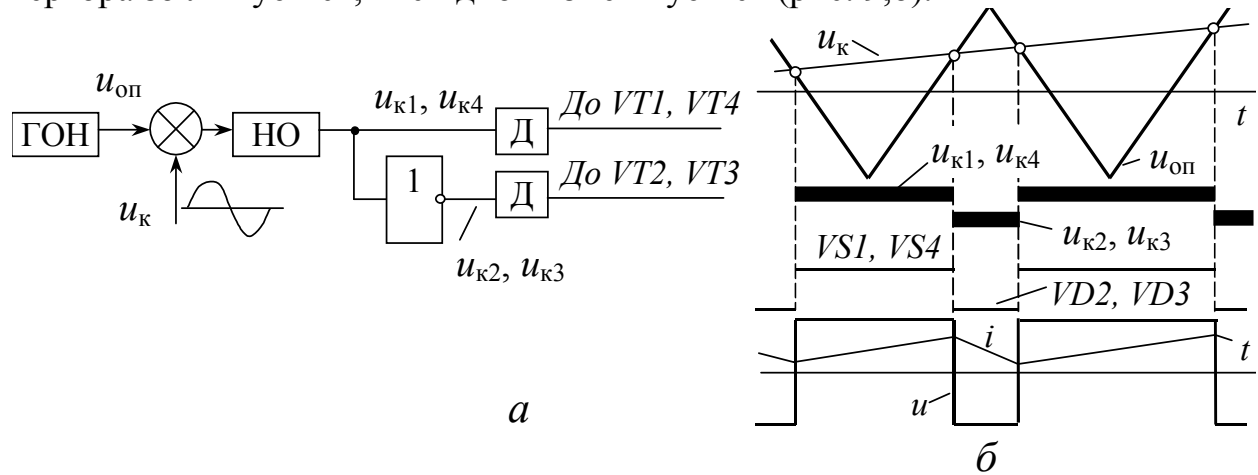 ГОН
u_оп
u_к
НО
1
u_к1, u_к4
Д
До VT1, VT4
Д
До VT2, VT3
u_к2, u_к3
а
u_к
t
u_к1, u_к4
u_оп
u_к2, u_к3
VS1, VS4
VD2, VD3
i
t
u
б